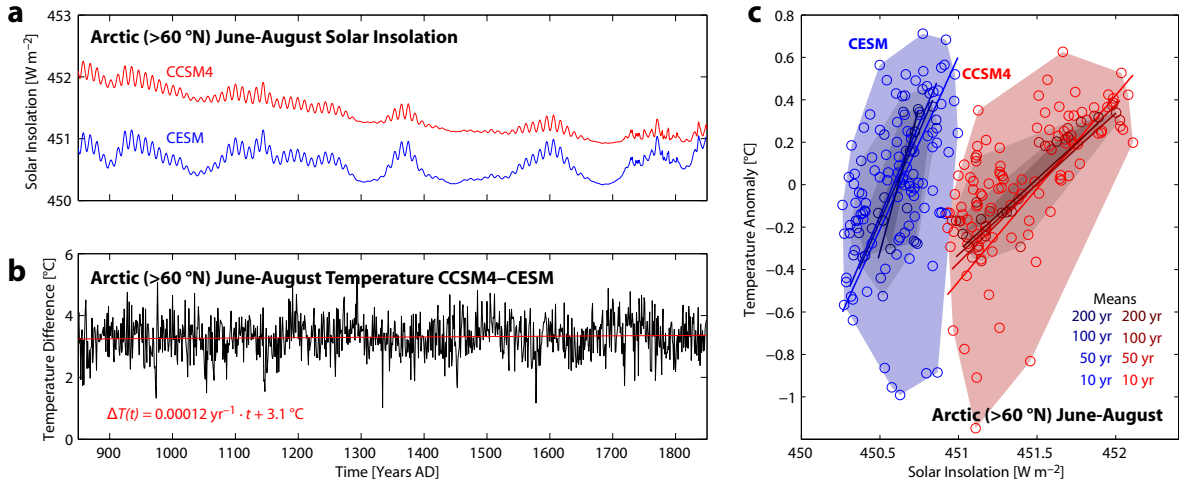 a
453
452
451
450
Solar Insolation [W m−2]
Arctic (>60 °N) June-August Solar Insolation
CCSM4
CESM
b
6
4
2
0
Temperature Difference [°C]
Arctic (>60 °N) June-August Temperature CCSM4–CESM
ΔT(t) = 0.00012 yr−1 · t + 3.1 °C
900 1000 1100 1200 1300 1400 1500 1600 1700 1800
Time [Years AD]
c
0.8
0.6
0.4
0.2
0
−0.2
−0.4
−0.6
−0.8
−1
Temperature Anomaly [°C]
CESM
CCSM4
Means
200 yr 200 yr
100 yr 100 yr
50 yr 50 yr
10 yr 10 yr
Arctic (>60 °N) June-August
450 450.5 451 451.5 452
Solar Insolation [W m−2]